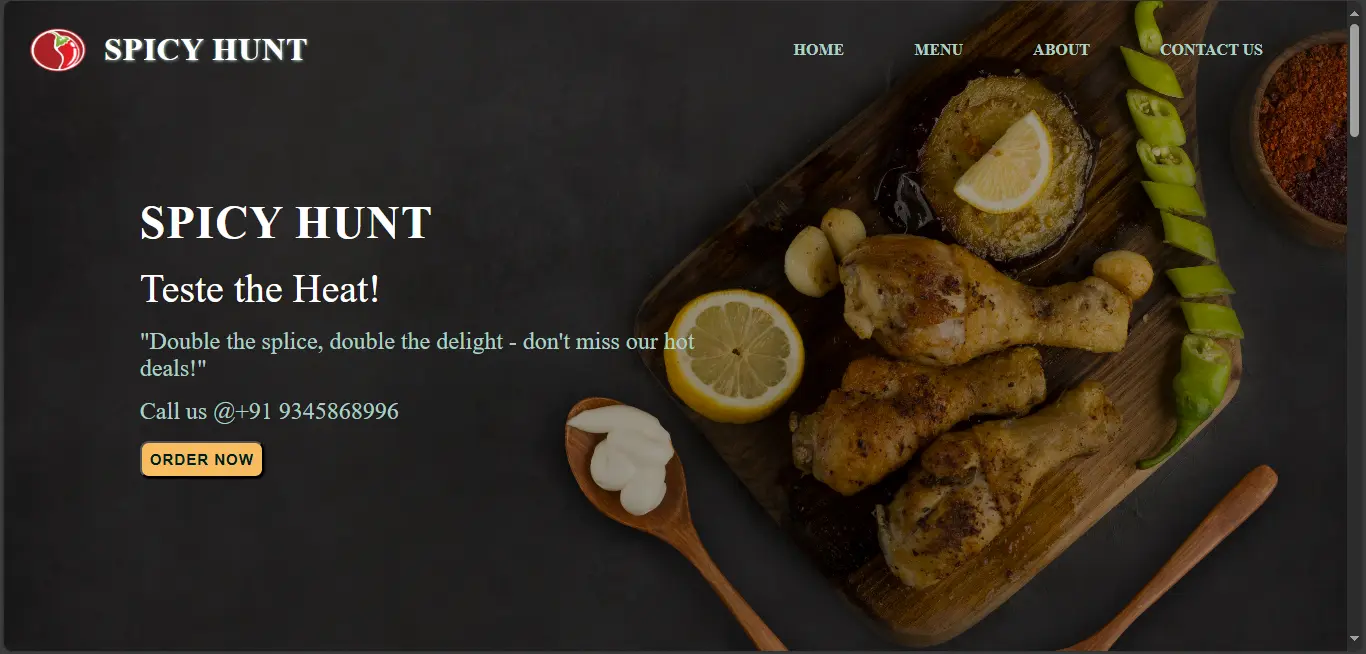 SPICY HUNT
HOME MENU ABOUT CONTACT US
SPICY HUNT
Teste the Heat!
"Double the splice, double the delight - don't miss our hot
deals!"
Call us @+91 9345868996
ORDER NOW